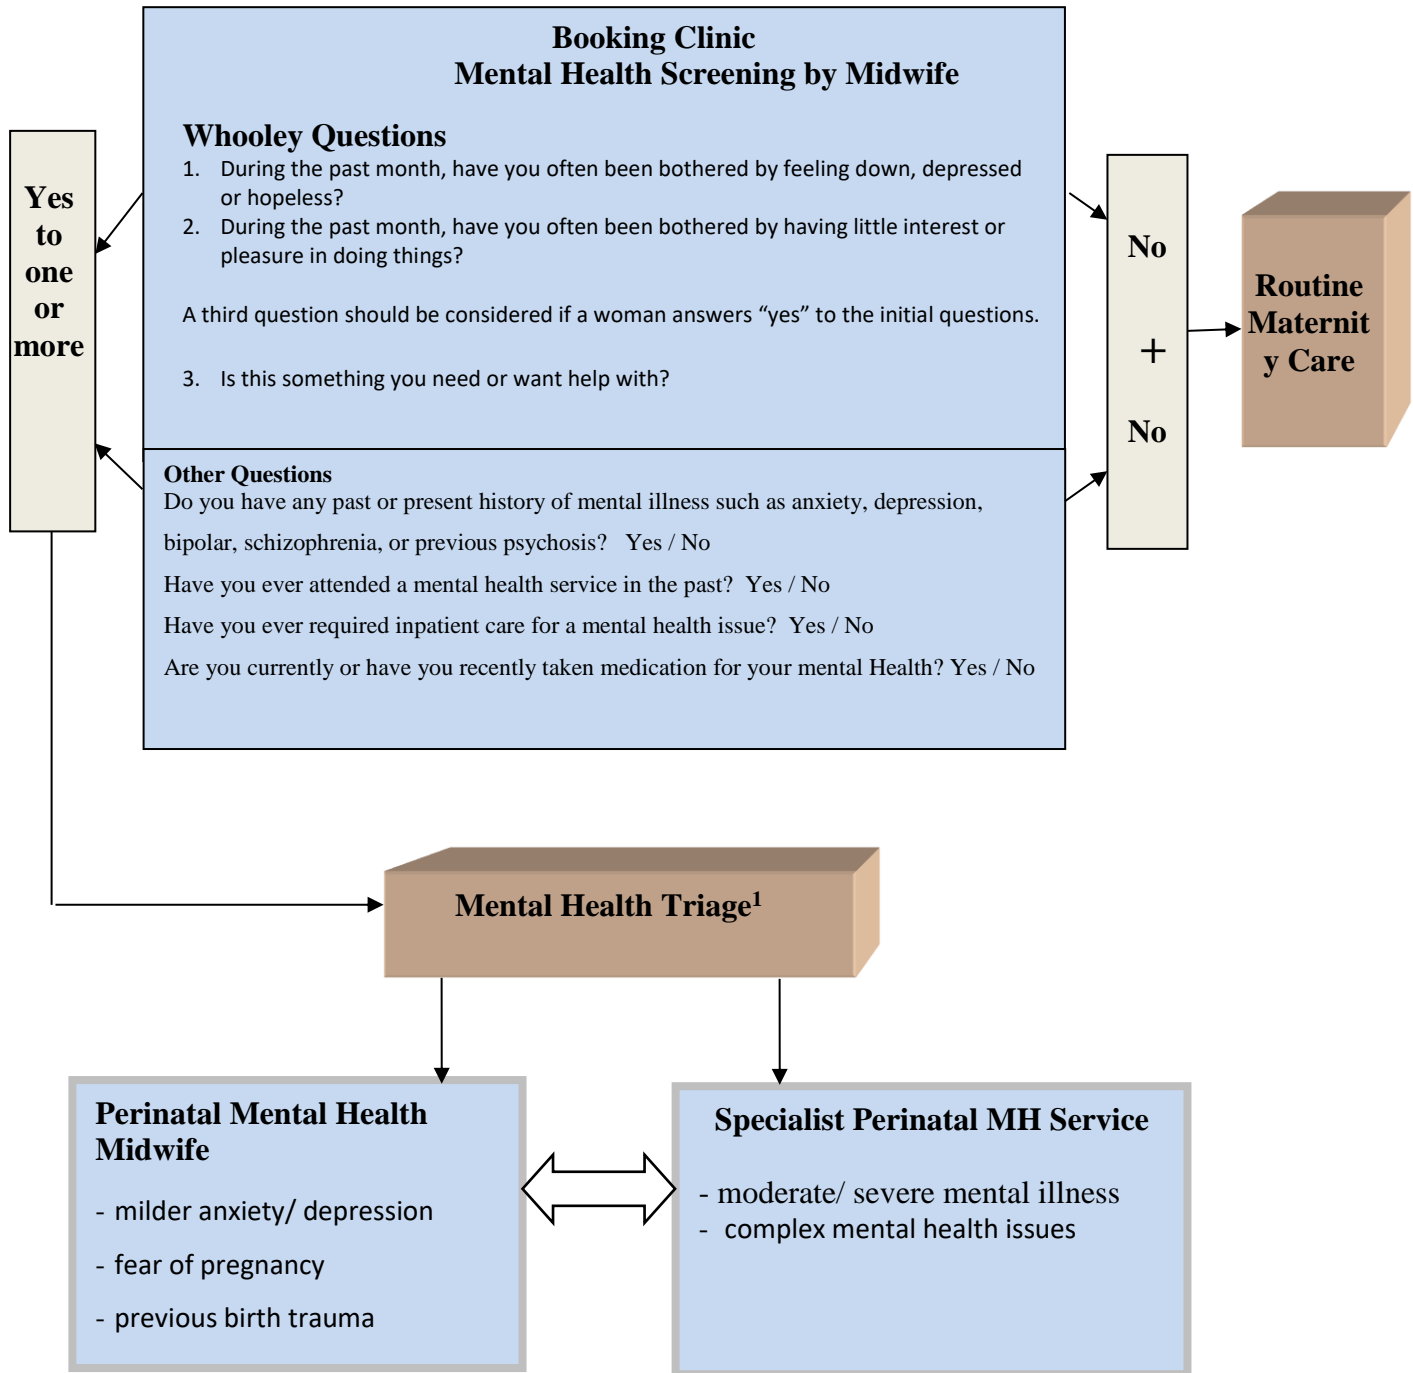 Booking Clinic
Mental Health Screening by Midwife
Whooley Questions
1. During the past month, have you often been bothered by feeling down, depressed
or hopeless?
2. During the past month, have you often been bothered by having little interest or
pleasure in doing things?
A third question should be considered if a woman answers “yes” to the initial questions.
3. Is this something you need or want help with?
Yes
to
one
or
more
No
+
No
Routine
Maternit
y Care
Other Questions
Do you have any past or present history of mental illness such as anxiety, depression,
bipolar, schizophrenia, or previous psychosis? Yes / No
Have you ever attended a mental health service in the past? Yes / No
Have you ever required inpatient care for a mental health issue? Yes / No
Are you currently or have you recently taken medication for your mental Health? Yes / No
Mental Health Triage¹
Perinatal Mental Health
Midwife
- milder anxiety/ depression
- fear of pregnancy
- previous birth trauma
Specialist Perinatal MH Service
- moderate/ severe mental illness
- complex mental health issues